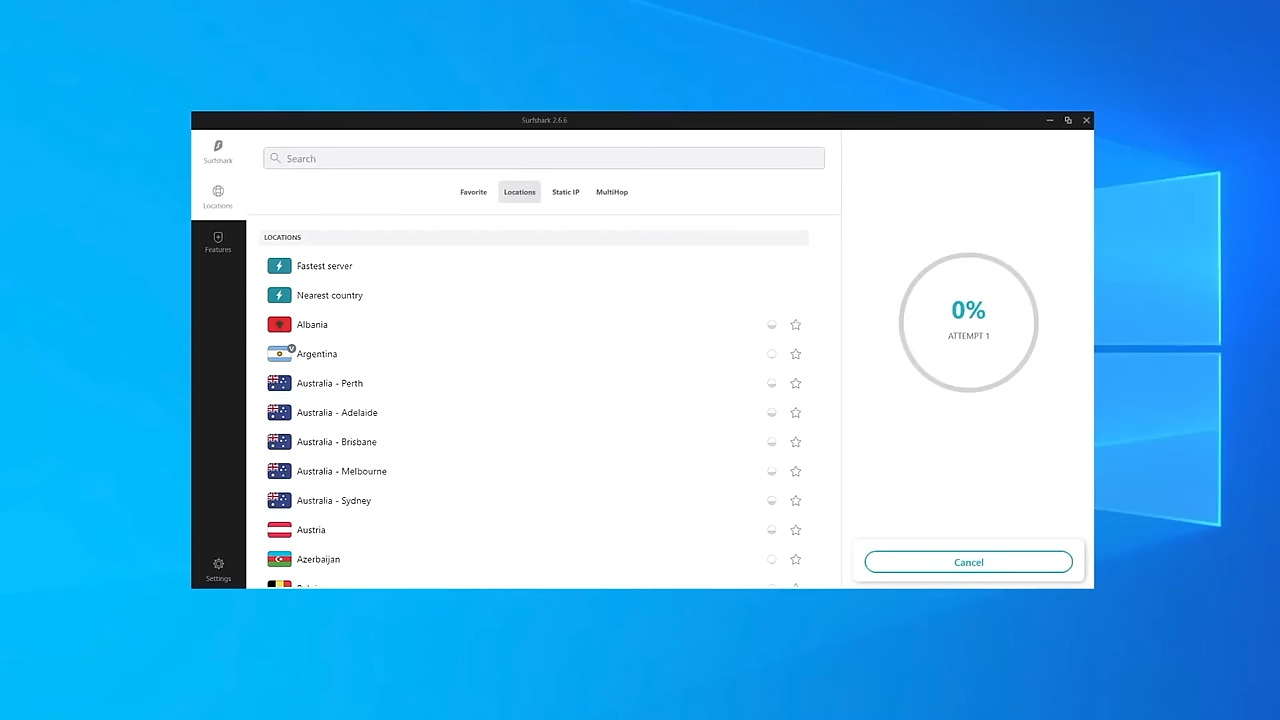 Surfshark 2.6.6
Surfshark
Locations
Features
Settings
Search
Favorite
Locations
Static IP
MultiHop
LOCATIONS
Fastest server
Nearest country
Albania
V
Argentina
Australia - Perth
Australia - Adelaide
Australia - Brisbane
Australia - Melbourne
Australia - Sydney
Austria
Azerbaijan
0%
ATTEMPT 1
Cancel